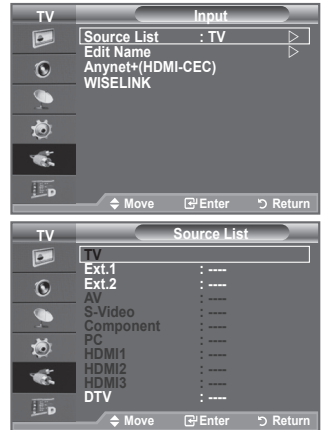 TV Input
Source List : TV
Edit Name
Anynet+(HDMI-CEC)
WISELINK
D
Move Enter Return
TV Source List
TV
Ext.1 : ----
Ext.2 : ----
AV : ----
S-Video : ----
Component : ----
PC : ----
HDMI1 : ----
HDMI2 : ----
HDMI3 : ----
DTV : ----
D
Move Enter Return